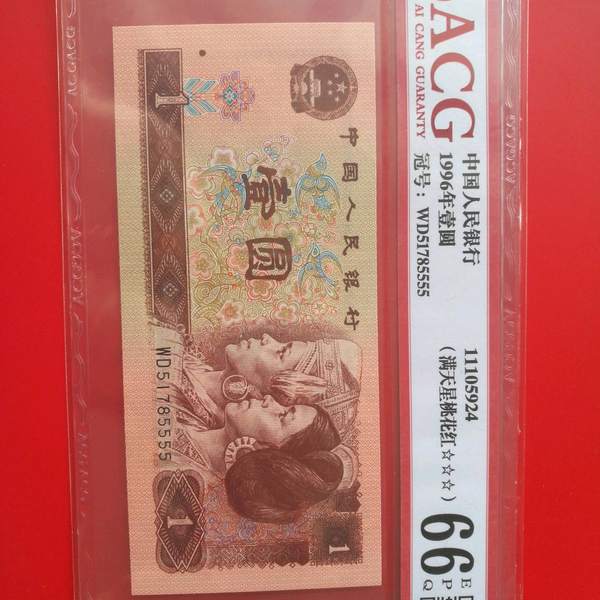 ACG
AI CANG GUARANTY
中国人民银行
1996年壹圆
冠号：WD51785555
11105924
（满天星桃花红☆☆☆）
66
E
P
Q
中国人民银行
壹圆
1
WD51785555
1
1